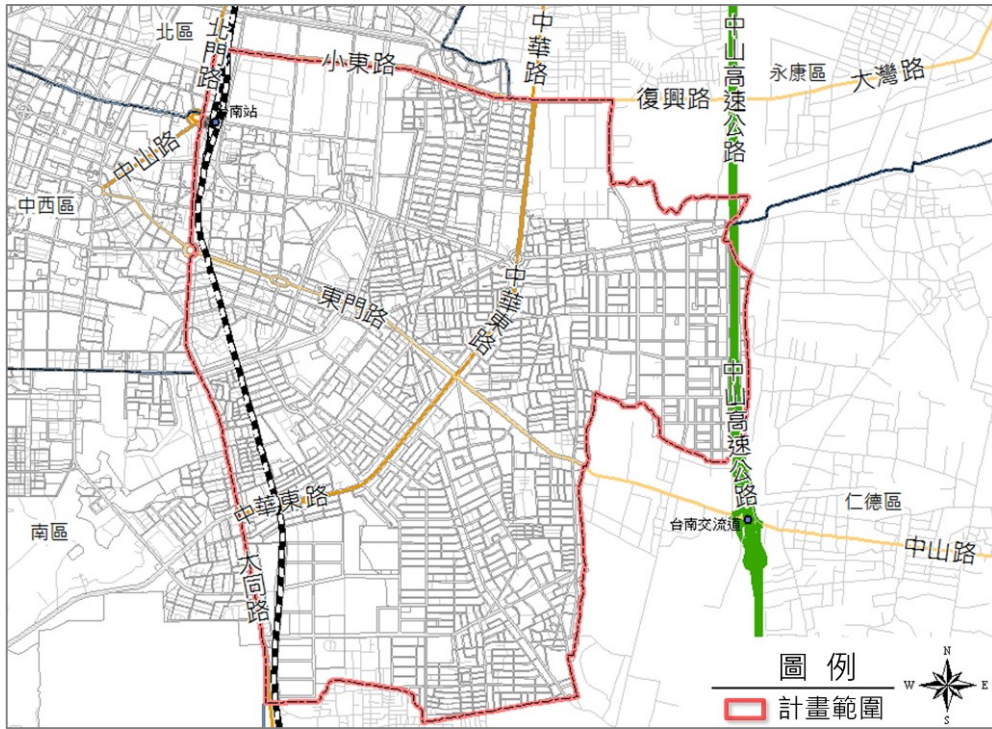 北區
北門路
小東路
中華路
中山高速公路
永康區
大灣路
復興路
台南站
中山路
中西區
東門路
中華東路
中山高速公路
中華東路
大同路
南區
台南交流道
仁德區
中山路
圖例
計畫範圍
N
W
E
S